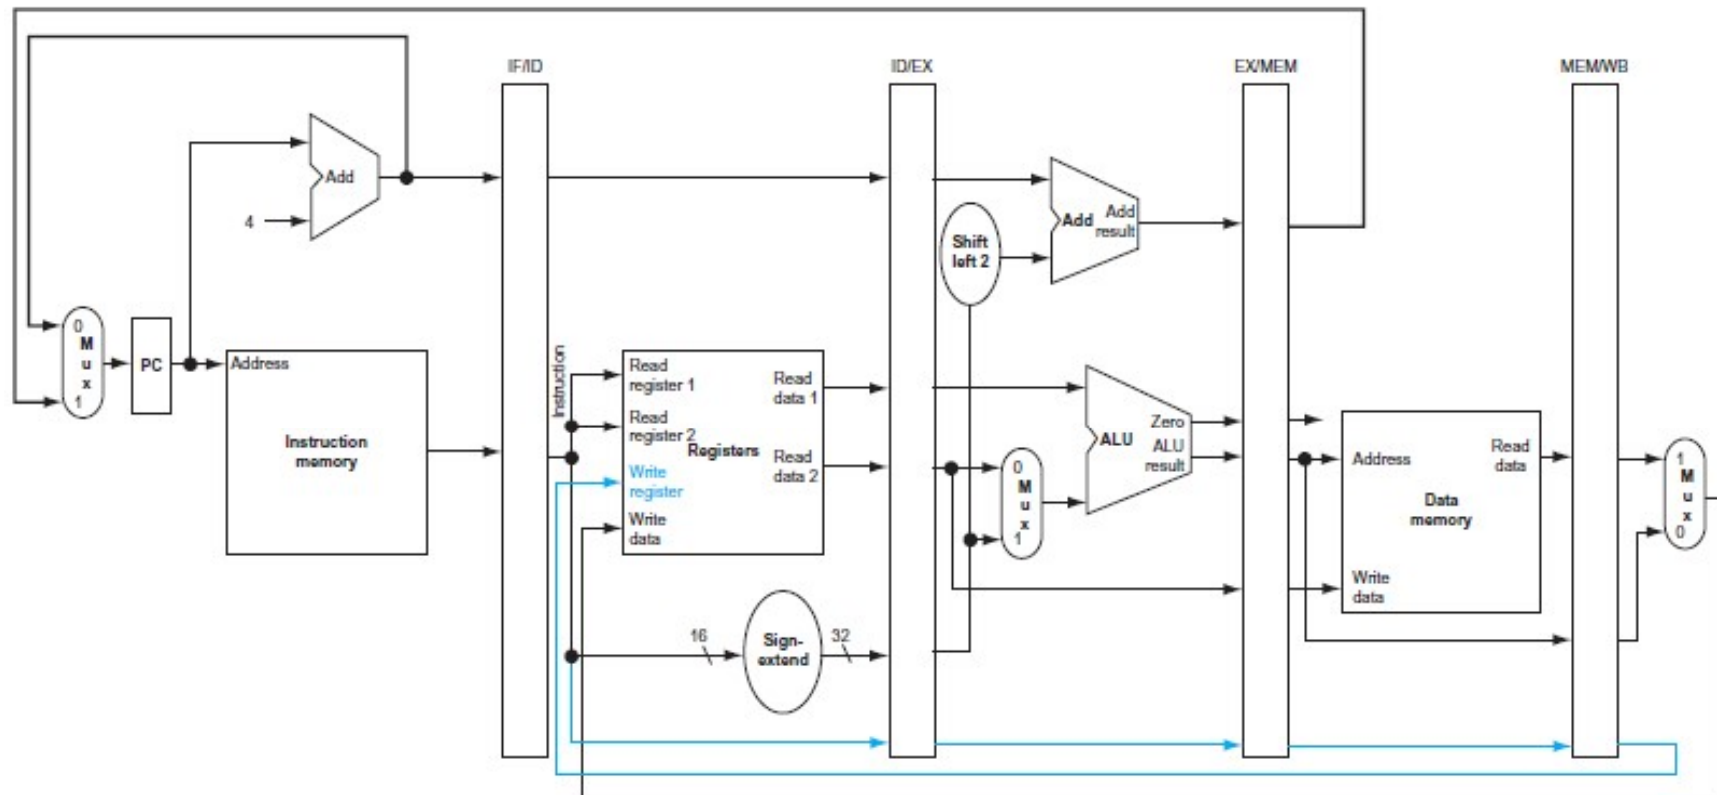 IF/ID
ID/EX
EX/MEM
MEM/WB
Add
4
Add
Add
result
Shift
left 2
0
M
u
x
1
PC
Address
Instruction
memory
Instruction
Read
register 1
Read
register 2
Write
register
Write
data
Registers
Read
data 1
Read
data 2
16
Sign-
extend
32
0
M
u
x
1
Zero
ALU
ALU
result
Address
Read
data
Data
memory
Write
data
1
M
u
x
0